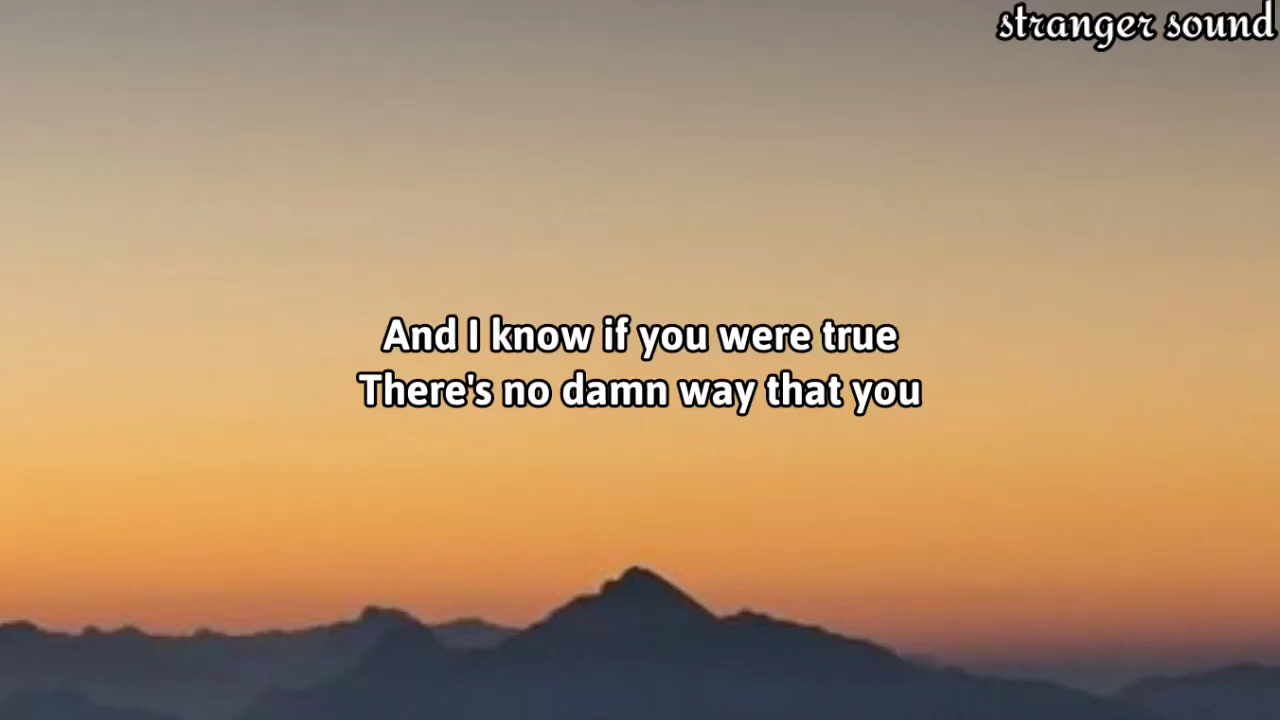 stranger sound
And I know if you were true
There's no damn way that you